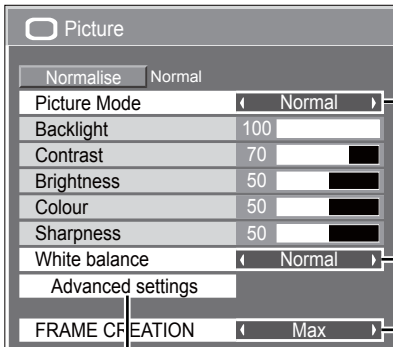 Picture
Normalise Normal
Picture Mode Normal
Backlight 100
Contrast 70
Brightness 50
Colour 50
Sharpness 50
White balance Normal
Advanced settings
FRAME CREATION Max